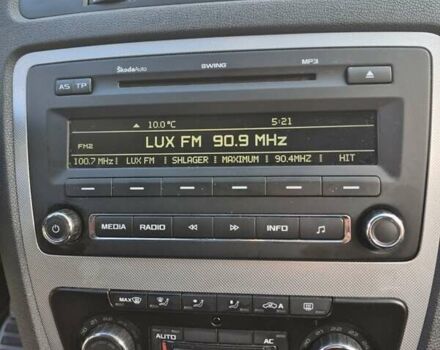 ŠkodaAuto SWING MP3
AS TP
10.0°C 5:21
FM2 LUX FM 90.9 MHz
100.7 MHZ | LUX FM | SHLAGER | MAXIMUM | 90.4MHZ | HIT
MEDIA RADIO INFO
MAX A
AUTO AC